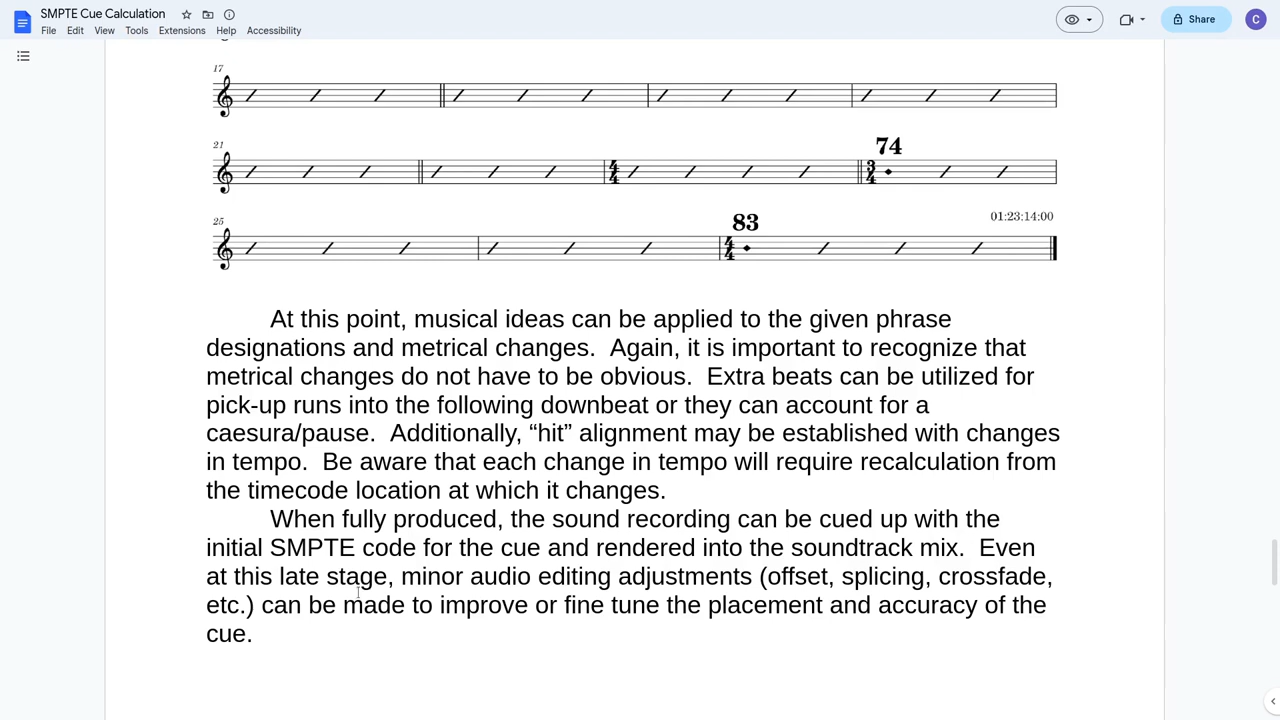 SMPTE Cue Calculation
File Edit View Tools Extensions Help Accessibility
Share
C
17
21
4
4
74
3
4
25
83
4
4
01:23:14:00
At this point, musical ideas can be applied to the given phrase
designations and metrical changes.  Again, it is important to recognize that
metrical changes do not have to be obvious.  Extra beats can be utilized for
pick-up runs into the following downbeat or they can account for a
caesura/pause.  Additionally, “hit” alignment may be established with changes
in tempo.  Be aware that each change in tempo will require recalculation from
the timecode location at which it changes.
When fully produced, the sound recording can be cued up with the
initial SMPTE code for the cue and rendered into the soundtrack mix.  Even
at this late stage, minor audio editing adjustments (offset, splicing, crossfade,
etc.) can be made to improve or fine tune the placement and accuracy of the
cue.